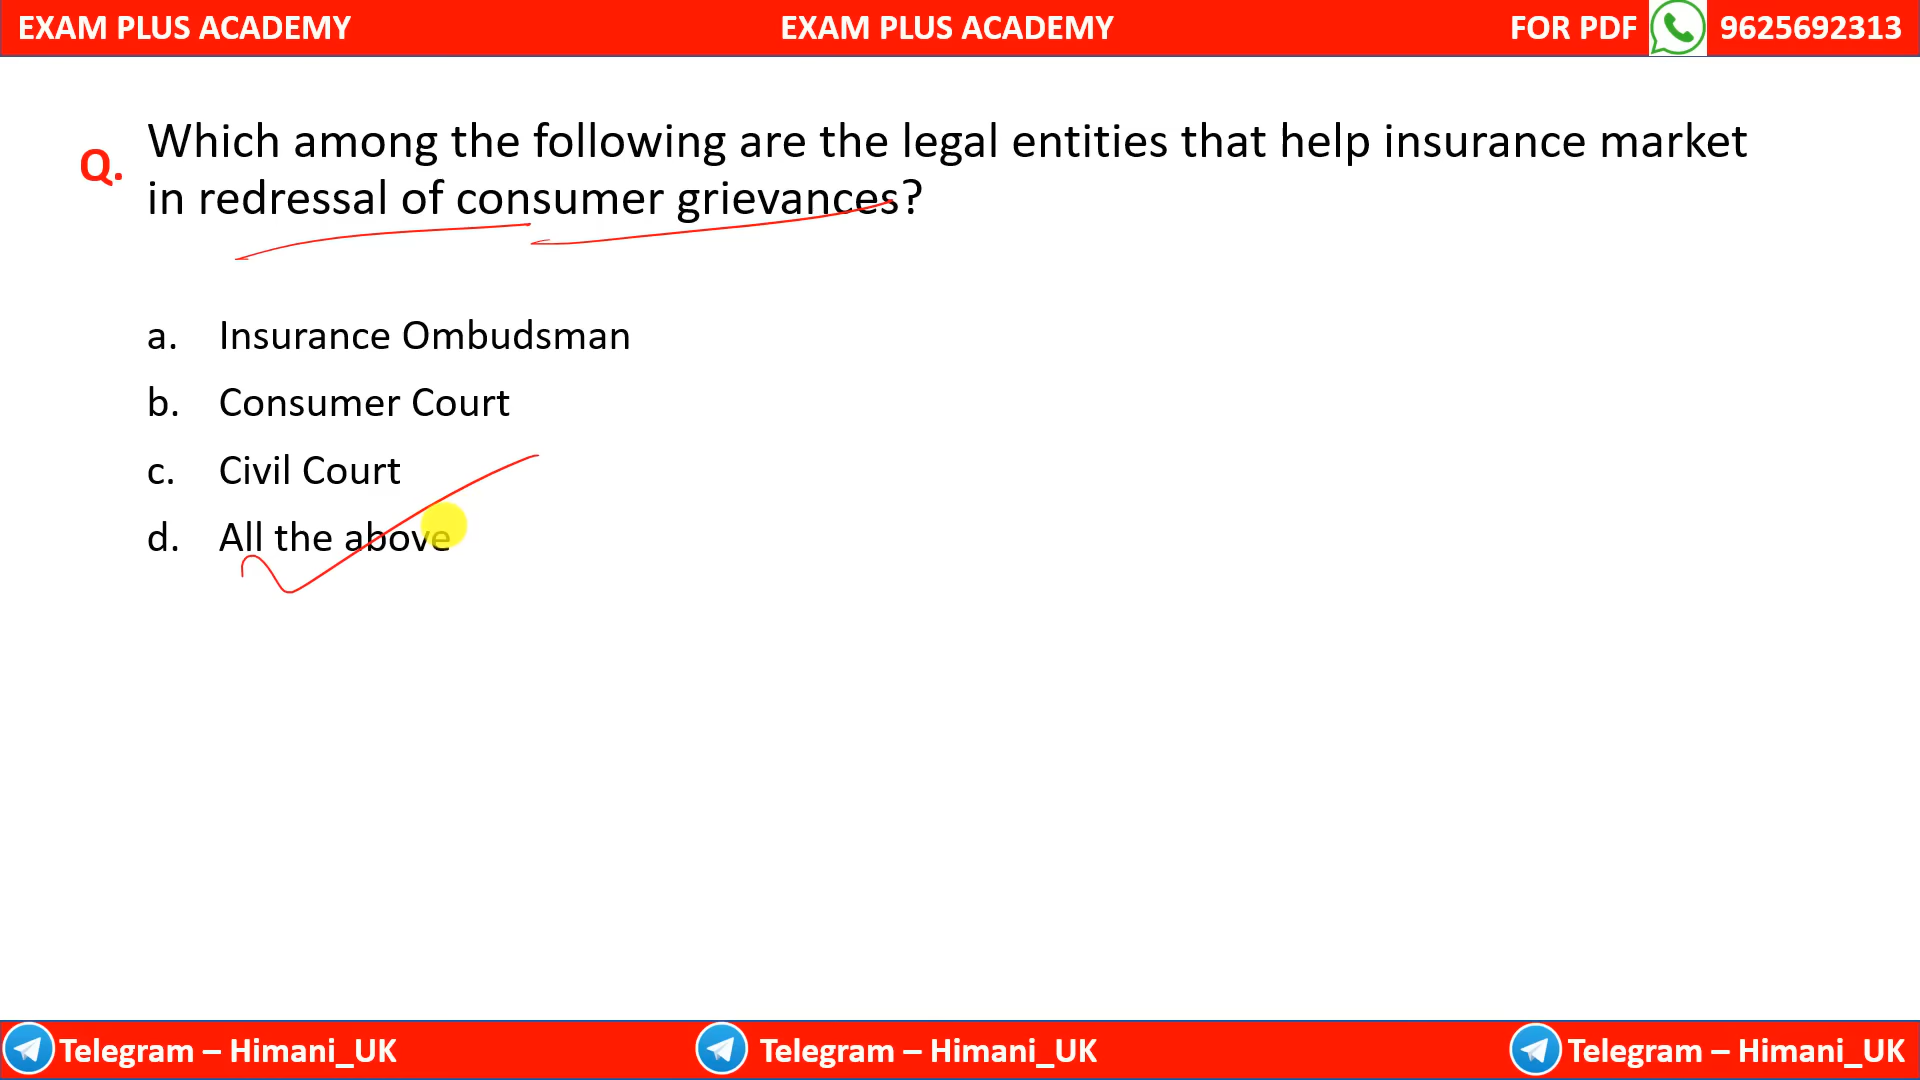 EXAM PLUS ACADEMY EXAM PLUS ACADEMY FOR PDF 9625692313
Q. Which among the following are the legal entities that help insurance market
in redressal of consumer grievances?
a. Insurance Ombudsman
b. Consumer Court
c. Civil Court
d. All the above
Telegram – Himani_UK Telegram – Himani_UK Telegram – Himani_UK